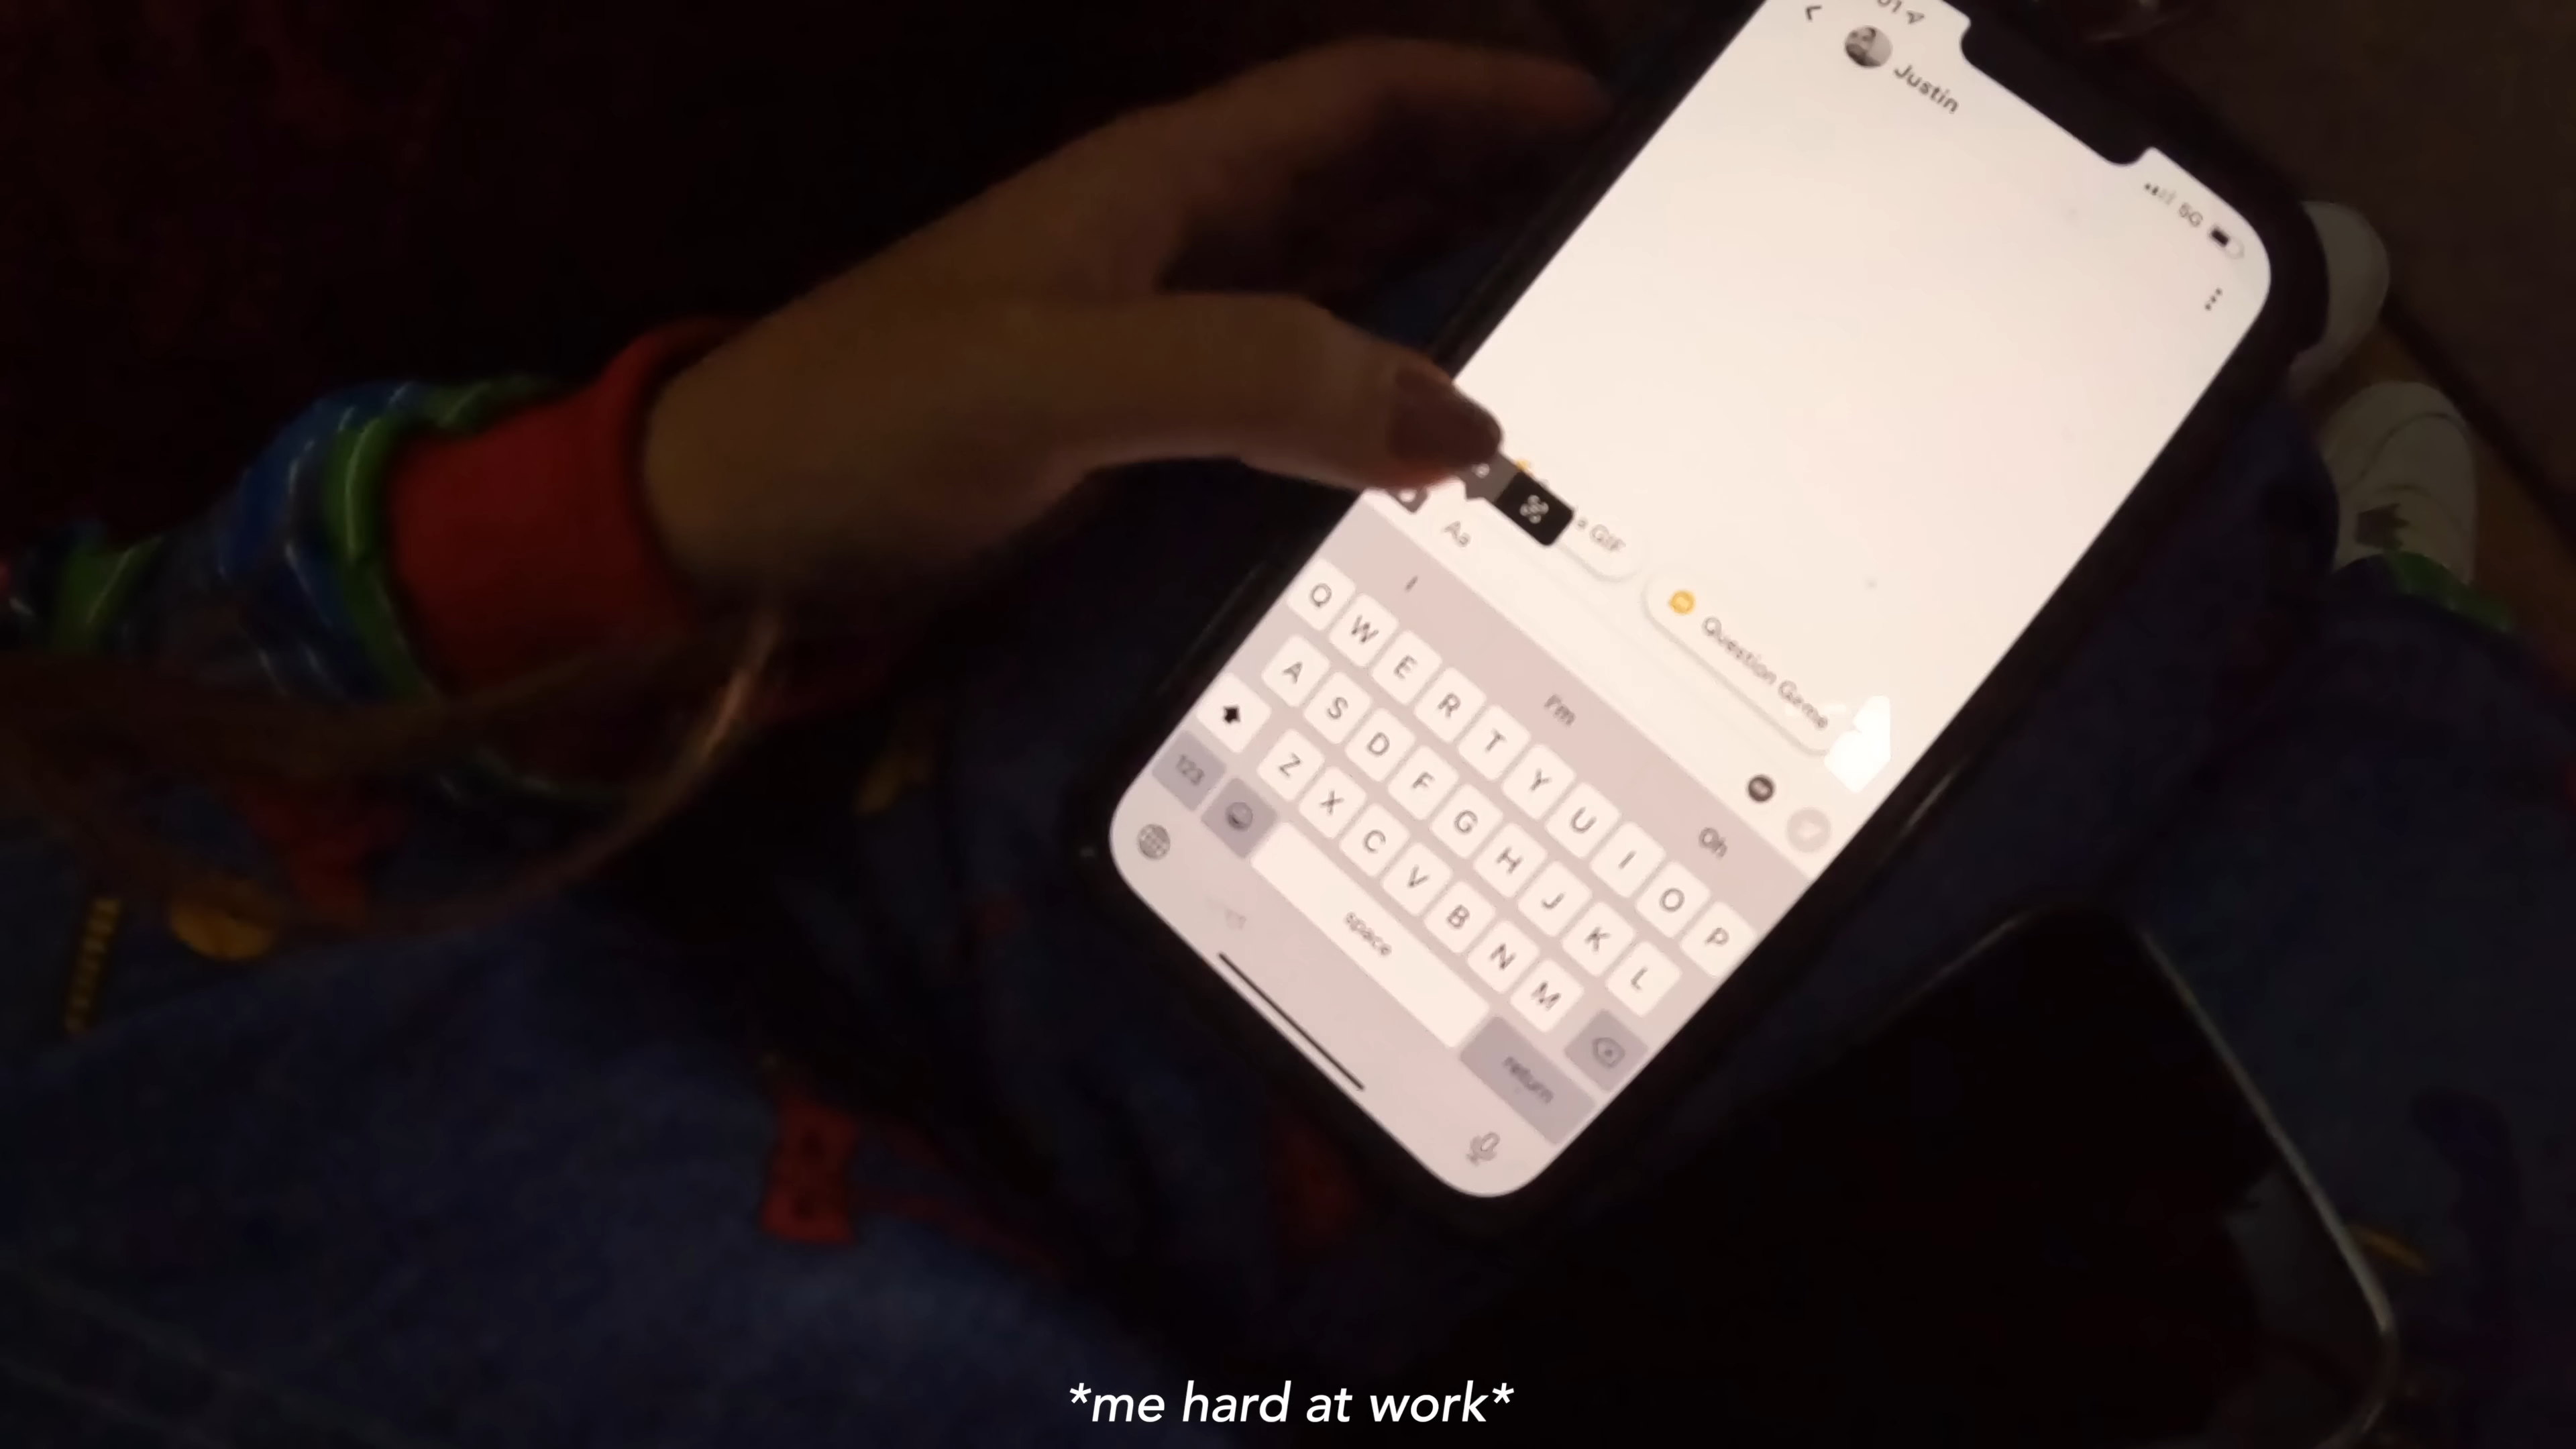 Justin
5G
a GIF
Question Game
Aa
I
I'm
Oh
Q W E R T Y U I O P
A S D F G H J K L
Z X C V B N M
123
space
return
*me hard at work*